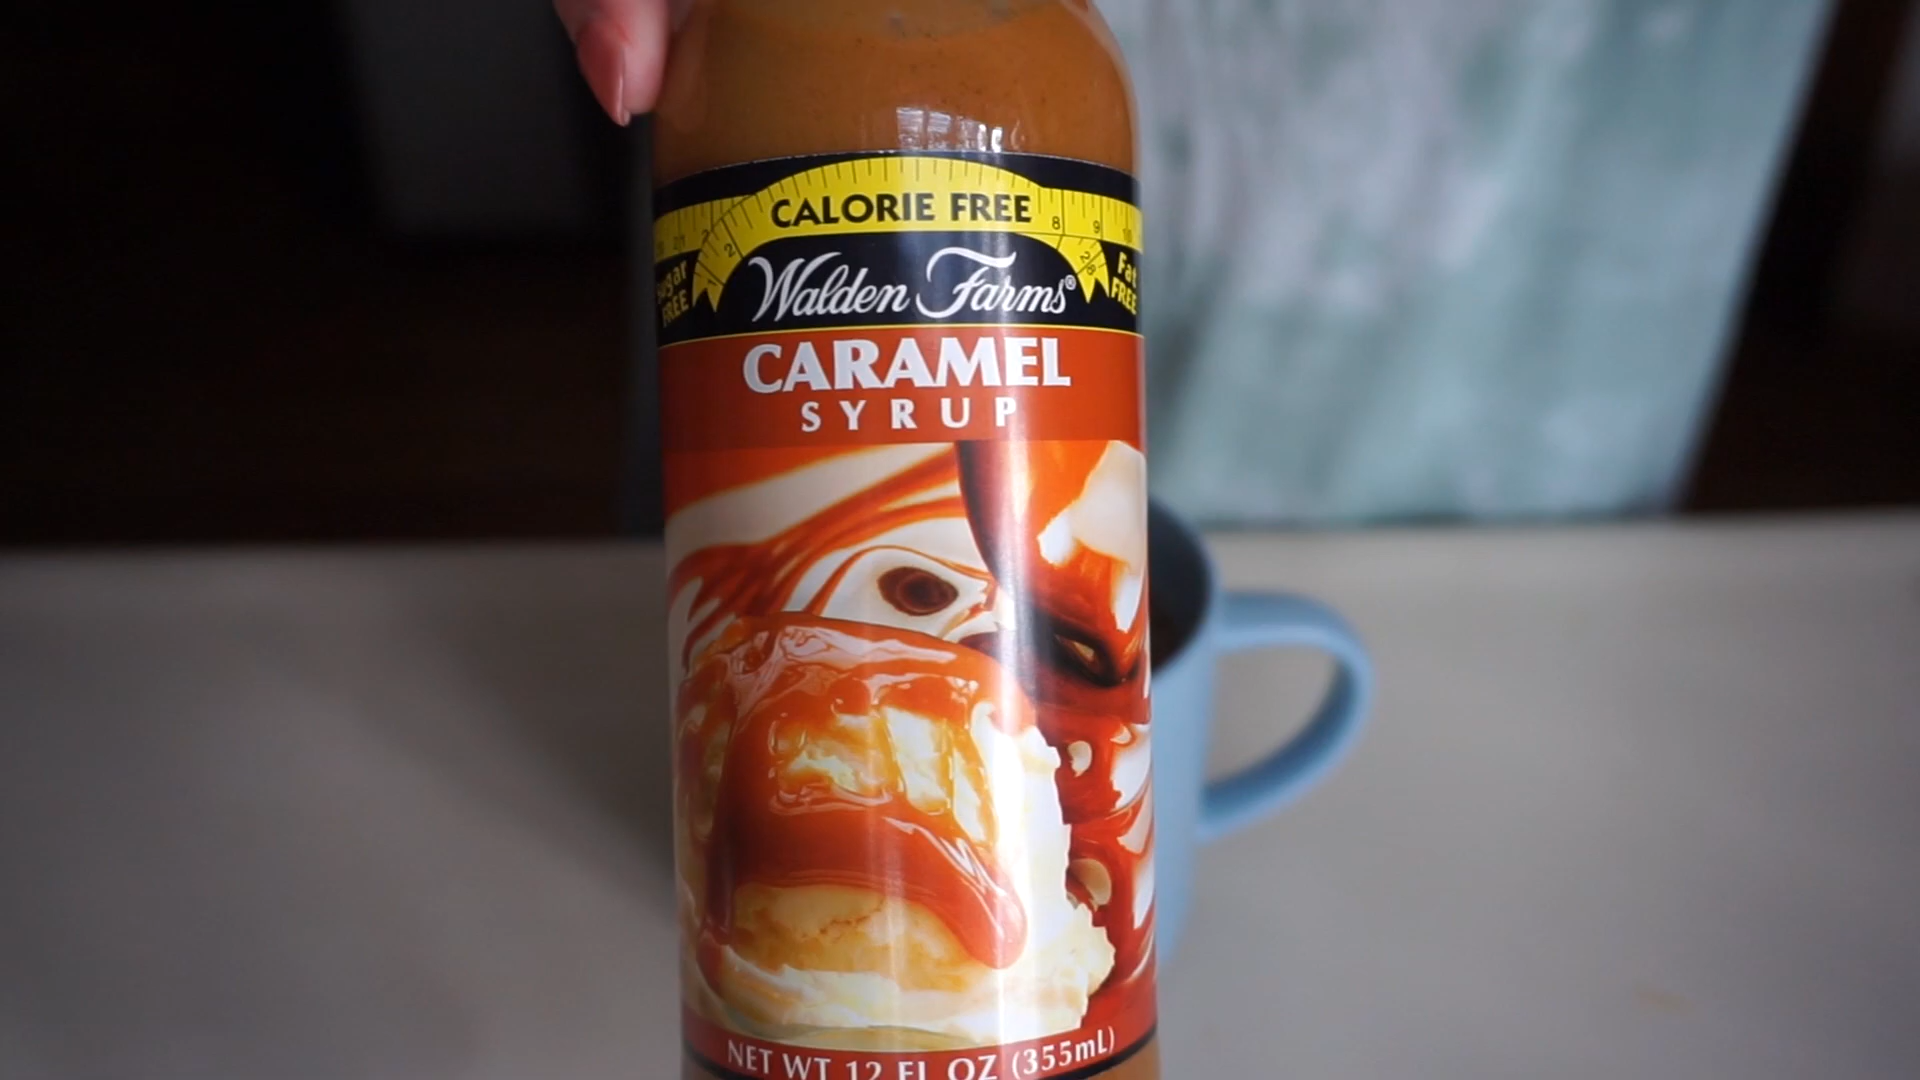 CALORIE FREE
Sugar FREE
Walden Farms®
Fat FREE
CARAMEL
SYRUP
NET WT 12 FL OZ (355mL)